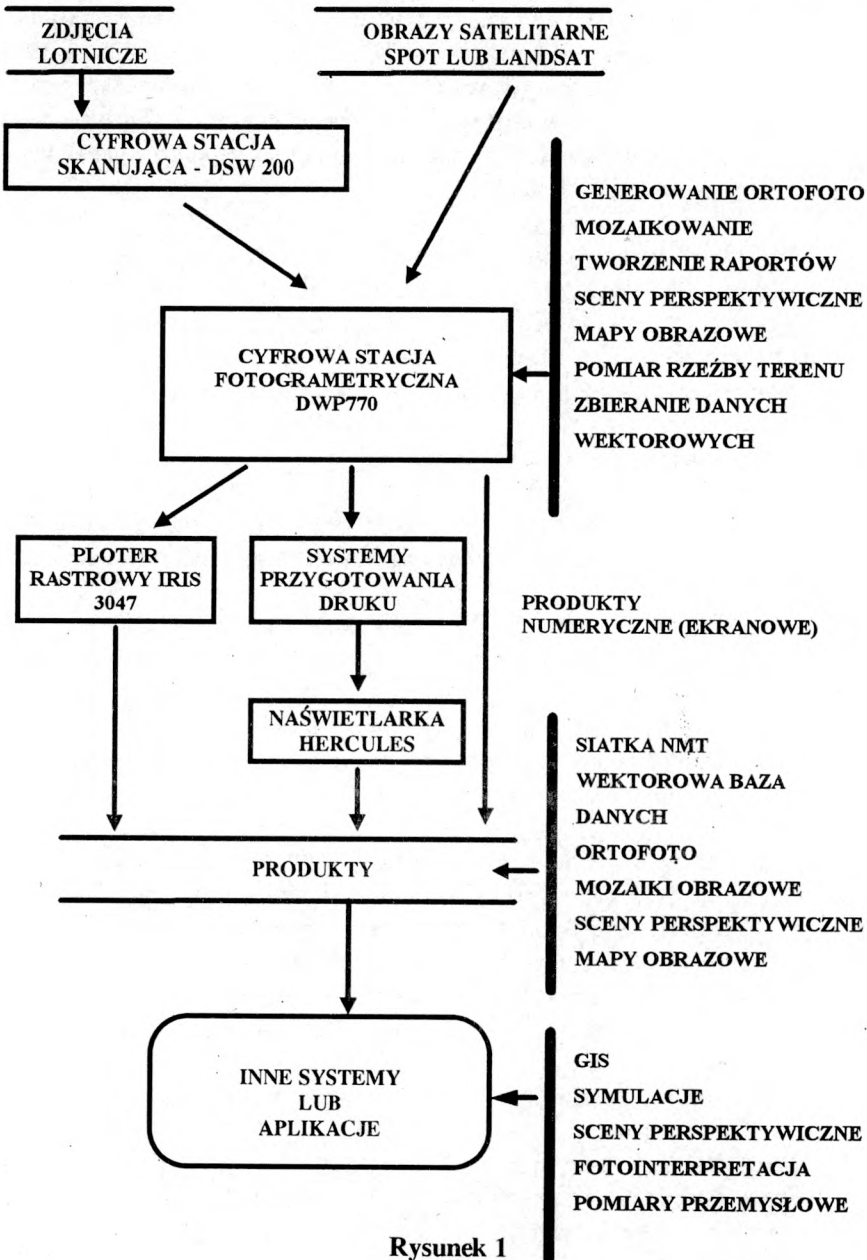 ZDJĘCIA
LOTNICZE
OBRAZY SATELITARNE
SPOT LUB LANDSAT
CYFROWA STACJA
SKANUJĄCA - DSW 200
GENEROWANIE ORTOFOTO
MOZAIKOWANIE
TWORZENIE RAPORTÓW
SCENY PERSPEKTYWICZNE
MAPY OBRAZOWE
POMIAR RZEŹBY TERENU
ZBIERANIE DANYCH
WEKTOROWYCH
CYFROWA STACJA
FOTOGRAMETRYCZNA
DWP770
PLOTER
RASTROWY IRIS
3047
SYSTEMY
PRZYGOTOWANIA
DRUKU
PRODUKTY
NUMERYCZNE (EKRANOWE)
NAŚWIETLARKA
HERCULES
SIATKA NMT
WEKTOROWA BAZA
DANYCH
ORTOFOTO
MOZAIKI OBRAZOWE
SCENY PERSPEKTYWICZNE
MAPY OBRAZOWE
PRODUKTY
INNE SYSTEMY
LUB
APLIKACJE
GIS
SYMULACJE
SCENY PERSPEKTYWICZNE
FOTOINTERPRETACJA
POMIARY PRZEMYSŁOWE
Rysunek 1